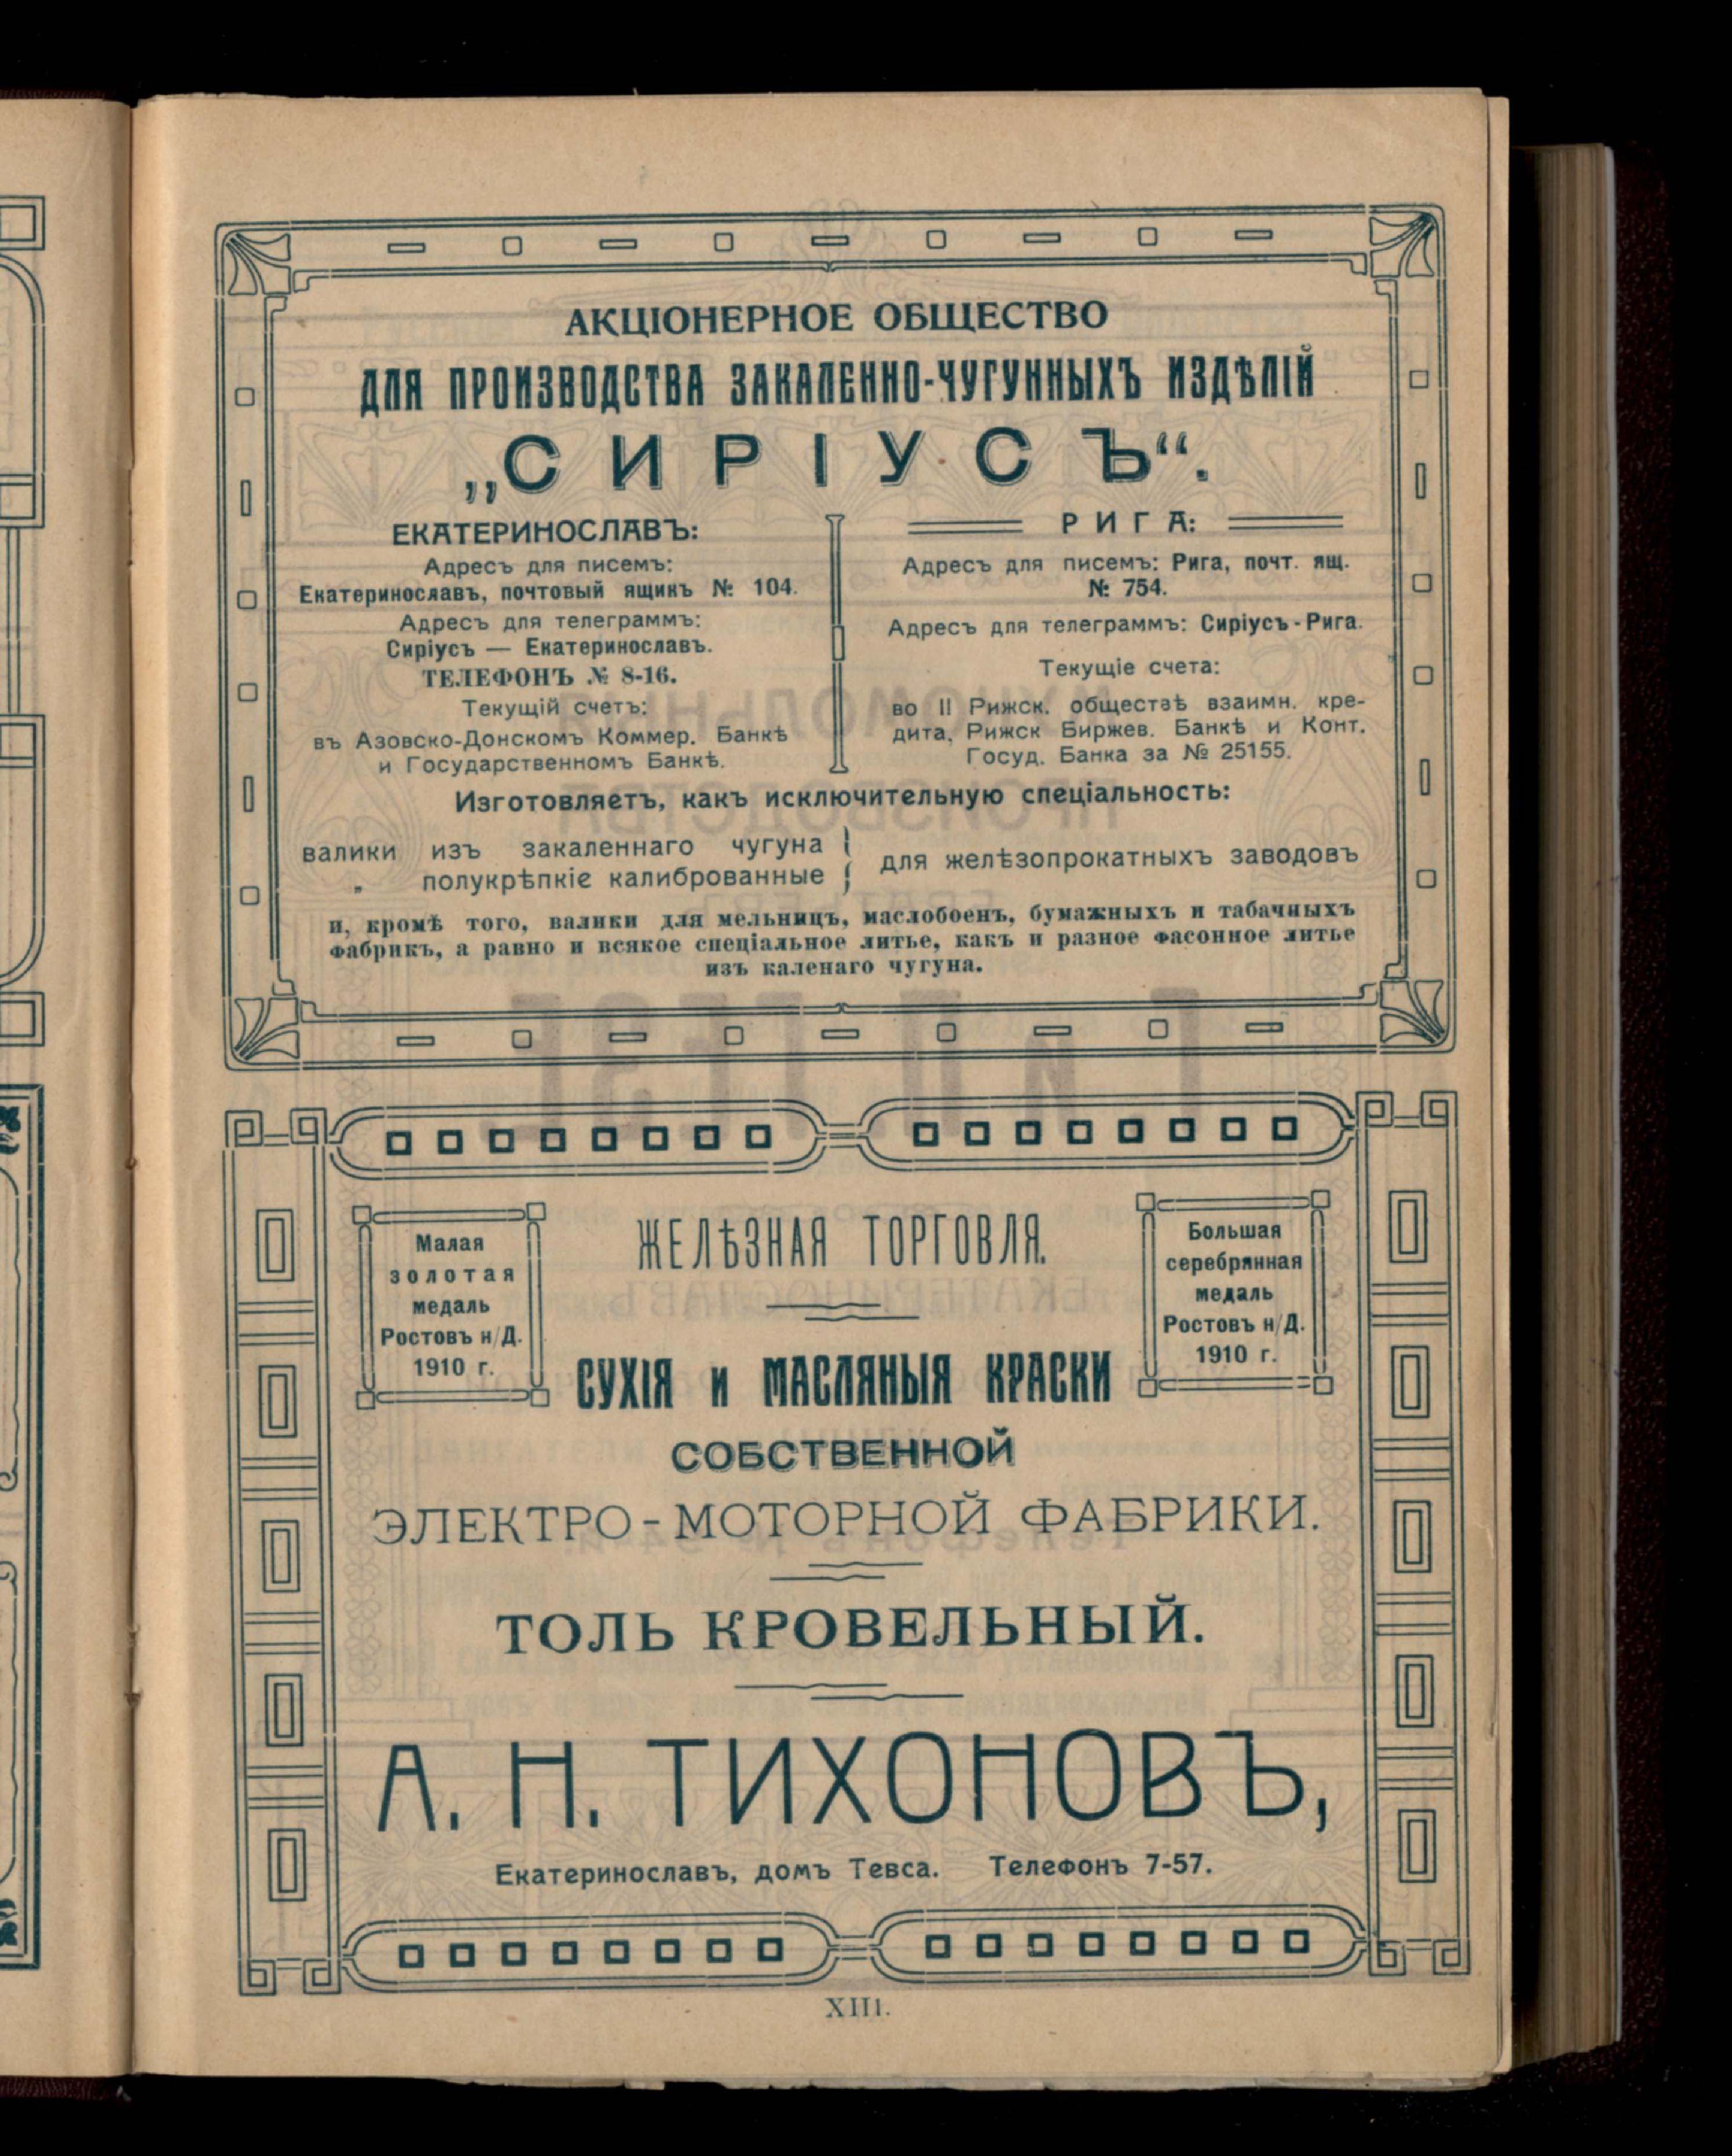 АКЦІОНЕРНОЕ ОБЩЕСТВО
ДЛЯ ПРОИЗВОДСТВА ЗАКАЛЕННО-ЧУГУННЫХЪ ИЗДѢЛІЙ
„СИРІУСЪ“.
ЕКАТЕРИНОСЛАВЪ:
Адресъ для писемъ:
Екатеринославъ, почтовый ящикъ № 104.
Адресъ для телеграммъ:
Сиріусъ — Екатеринославъ.
ТЕЛЕФОНЪ № 8-16.
Текущій счетъ:
въ Азовско-Донскомъ Коммер. Банкѣ
и Государственномъ Банкѣ.
РИГА:
Адресъ для писемъ: Рига, почт. ящ.
№ 754.
Адресъ для телеграммъ: Сиріусъ-Рига.
Текущіе счета:
во II Рижск. обществѣ взаимн. кре-
дита, Рижск Биржев. Банкѣ и Конт.
Госуд. Банка за № 25155.
Изготовляетъ, какъ исключительную спеціальность:
валики изъ закаленнаго чугуна
„ полукрѣпкіе калиброванные
для желѣзопрокатныхъ заводовъ
и, кромѣ того, валики для мельницъ, маслобоенъ, бумажныхъ и табачныхъ
фабрикъ, а равно и всякое спеціальное литье, какъ и разное фасонное литье
изъ каленаго чугуна.
Малая
золотая
медаль
Ростовъ н/Д.
1910 г.
ЖЕЛѢЗНАЯ ТОРГОВЛЯ.
Большая
серебрянная
медаль
Ростовъ н/Д.
1910 г.
СУХІЯ и МАСЛЯНЫЯ КРАСКИ
СОБСТВЕННОЙ
ЭЛЕКТРО-МОТОРНОЙ ФАБРИКИ.
ТОЛЬ КРОВЕЛЬНЫЙ.
А. Н. ТИХОНОВЪ,
Екатеринославъ, домъ Тевса. Телефонъ 7-57.
XIII.